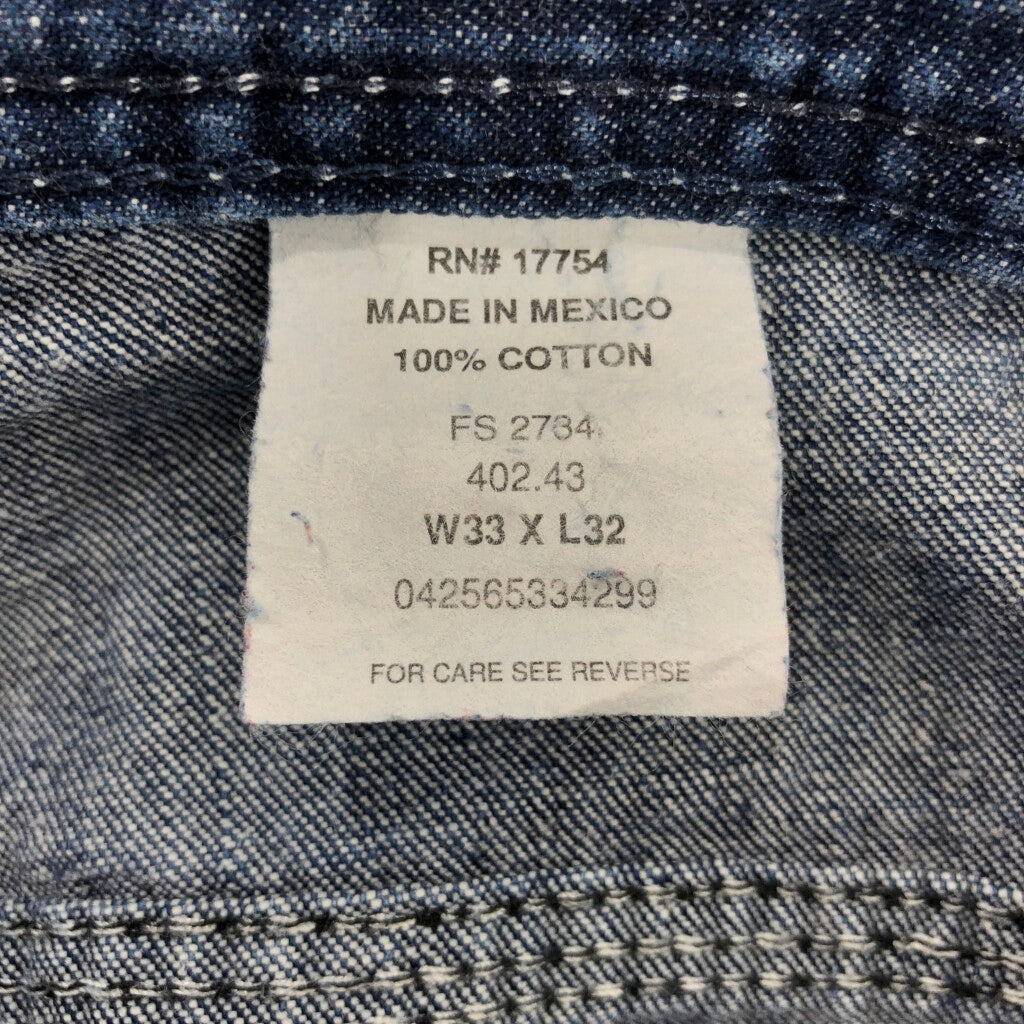 RN# 17754
MADE IN MEXICO
100% COTTON
FS 2784
402.43
W33 X L32
042565334299
FOR CARE SEE REVERSE